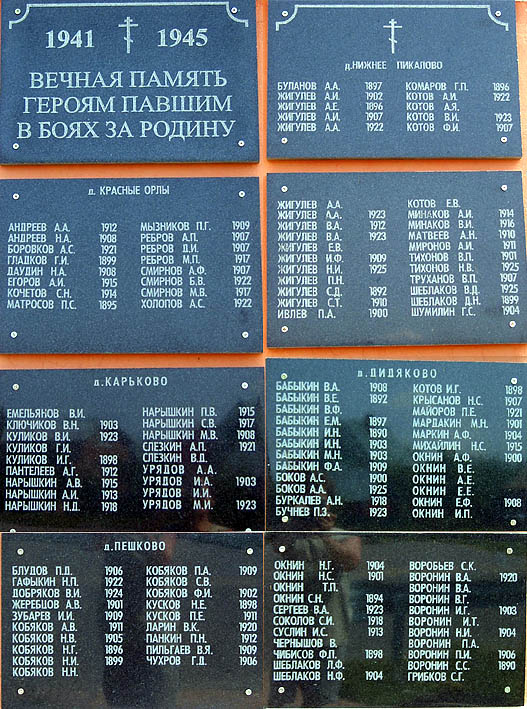 1941 1945
ВЕЧНАЯ ПАМЯТЬ
ГЕРОЯМ ПАВШИМ
В БОЯХ ЗА РОДИНУ
д.НИЖНЕЕ ПИКАЛОВО
БУЛАНОВ А.А. 1897 КОМАРОВ Г.П. 1896
ЖИГУЛЕВ А.И. 1902 КОТОВ А.И. 1922
ЖИГУЛЕВ А.Е. 1896 КОТОВ А.Я.
ЖИГУЛЕВ А.И. 1907 КОТОВ В.И. 1923
ЖИГУЛЕВ А.А. 1922 КОТОВ Ф.И. 1907
д. КРАСНЫЕ ОРЛЫ
АНДРЕЕВ А.А. 1912 МЫЗНИКОВ П.Г. 1909
АНДРЕЕВ Н.А. 1908 РЕБРОВ А.П. 1907
БОРОВКОВ А.С. 1921 РЕБРОВ Д.И. 1907
ГЛАДКОВ Г.И. 1899 РЕБРОВ М.П. 1917
ДАУДИН Н.А. 1908 СМИРНОВ А.Ф. 1907
ЕГОРОВ А.И. 1915 СМИРНОВ Б.В. 1922
КОЧЕТОВ С.Н. 1914 СМИРНОВ М.В. 1917
МАТРОСОВ П.С. 1895 ХОЛОПОВ А.С. 1922
ЖИГУЛЕВ А.А. КОТОВ Е.В.
ЖИГУЛЕВ А.А. 1923 МИНАКОВ А.И. 1914
ЖИГУЛЕВ В.А. 1912 МИНАКОВ В.И. 1916
ЖИГУЛЕВ В.А. 1923 МАТВЕЕВ А.Н. 1910
ЖИГУЛЕВ Е.В. МИРОНОВ А.И. 1911
ЖИГУЛЕВ И.Ф. 1909 ТИХОНОВ В.П. 1901
ЖИГУЛЕВ Н.И. 1925 ТИХОНОВ Н.В. 1925
ЖИГУЛЕВ П.Н. ТРУХАНОВ В.П. 1907
ЖИГУЛЕВ С.Д. 1892 ШЕБЛАКОВ В.Д. 1925
ЖИГУЛЕВ С.Т. 1910 ШЕБЛАКОВ Д.Н. 1899
ИВЛЕВ П.А. 1900 ШУМИЛИН Г.С. 1904
д.КАРЬКОВО
ЕМЕЛЬЯНОВ В.И. НАРЫШКИН П.В. 1915
КЛЮЧИКОВ В.Н. 1903 НАРЫШКИН С.В. 1917
КУЛИКОВ В.И. 1923 НАРЫШКИН М.В. 1908
КУЛИКОВ Г.И. СЛЕЗКИН А.П. 1921
КУЛИКОВ И.Г. 1898 СЛЕЗКИН В.Д.
ПАНТЕЛЕЕВ А.Г. 1912 УРЯДОВ А.А.
НАРЫШКИН А.В. 1915 УРЯДОВ И.А. 1903
НАРЫШКИН А.И. 1913 УРЯДОВ И.И.
НАРЫШКИН Н.Д. 1918 УРЯДОВ М.И. 1923
д.ДИДЯКОВО
БАБЫКИН В.А. 1908 КОТОВ И.Г. 1898
БАБЫКИН В.Е. 1892 КРЫСАНОВ Н.С. 1907
БАБЫКИН В.Ф. МАЙОРОВ П.Е. 1921
БАБЫКИН Е.М. 1897 МАРДАКИН М.Н. 1901
БАБЫКИН И.Н. 1893 МАРКИН А.Ф. 1904
БАБЫКИН И.Н. 1903 МИХАЙЛИН Н.С. 1915
БАБЫКИН М.Н. 1903 ОКНИН А.Ф. 1900
БАБЫКИН Ф.А. 1909 ОКНИН В.Е.
БОКОВ А.С. 1900 ОКНИН А.Е.
БОКОВ А.А. 1925 ОКНИН Е.Е.
БУРКАЛЕВ А.Н. 1918 ОКНИН Е.Ф. 1908
БУЧНЕВ П.З. 1923 ОКНИН И.П.
д.ПЕШКОВО
БЛУДОВ П.Д. 1906 КОБЯКОВ П.А. 1909
ГАФЫКИН Н.П. 1922 КОБЯКОВ С.В.
ДОБРЯКОВ В.И. 1924 КОБЯКОВ Ф.И. 1902
ЖЕРЕБЦОВ А.В. 1901 КУСКОВ Н.Е. 1898
ЗУБАРЕВ И.И. 1909 КУСКОВ П.Е. 1911
КОБЯКОВ А.В. 1911 ЛАРИН В.К. 1920
КОБЯКОВ Н.В. 1905 ПАНКИН П.Н. 1912
КОБЯКОВ Н.Г. 1896 ПИЛЬГАЕВ В.Я. 1909
КОБЯКОВ Н.И. 1899 ЧУХРОВ Г.Д. 1906
КОБЯКОВ Н.Н.
ОКНИН Н.Г. 1904 ВОРОБЬЕВ С.К.
ОКНИН Н.С. 1901 ВОРОНИН В.А. 1920
ОКНИН Т.П. ВОРОНИН В.А.
ОКНИН С.Н. 1894 ВОРОНИН В.Г.
СЕРГЕЕВ В.А. 1923 ВОРОНИН И.Г. 1903
СОКОЛОВ С.И. 1918 ВОРОНИН И.Т.
СУСЛИН И.С. 1913 ВОРОНИН Н.И. 1904
ЧЕРНЫШОВ В. ВОРОНИН П.А.
ЧИБИСОВ Ф.П. 1898 ВОРОНИН П.И. 1906
ШЕБЛАКОВ Л.Ф. ВОРОНИН С.С. 1890
ШЕБЛАКОВ Н.Ф. 1904 ГРИБКОВ С.Г.